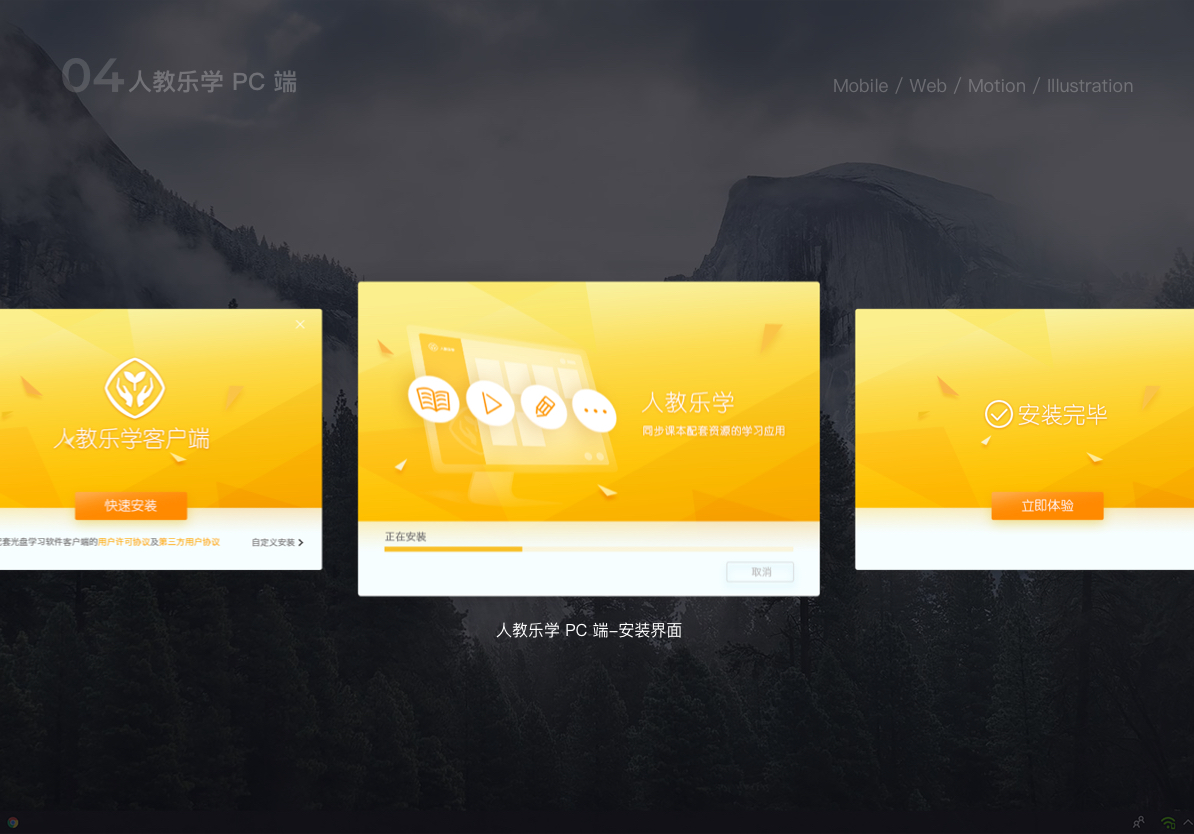 04 人教乐学 PC 端
Mobile / Web / Motion / Illustration
人教乐学客户端
快速安装
套光盘学习软件客户端的用户许可协议及第三方用户协议
自定义安装
人教乐学
同步课本配套资源的学习应用
正在安装
取消
安装完毕
立即体验
人教乐学 PC 端-安装界面